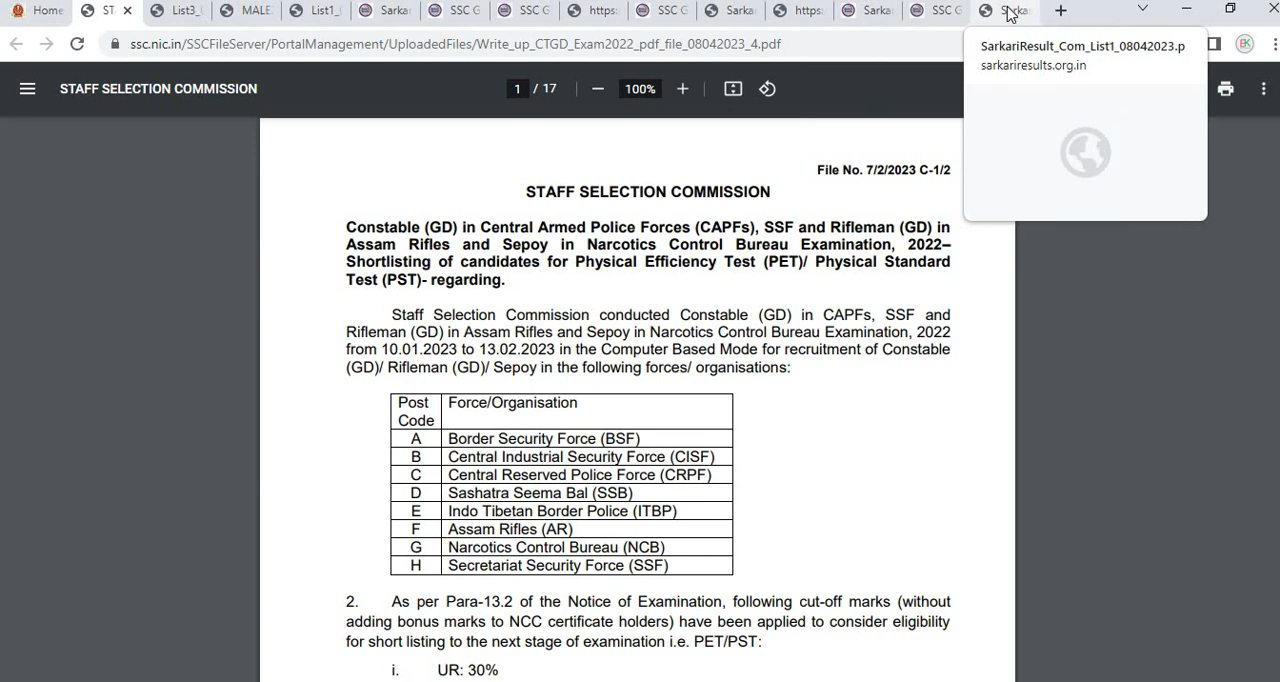 Home
ST
List3_
MALE
List1_
Sarka
SSC G
SSC G
https:
SSC G
Sarka
https:
Sarka
SSC G
Sarka
ssc.nic.in/SSCFileServer/PortalManagement/UploadedFiles/Write_up_CTGD_Exam2022_pdf_file_08042023_4.pdf
EK
SarkariResult_Com_List1_08042023.p
sarkariresults.org.in
STAFF SELECTION COMMISSION
1 / 17
100%
File No. 7/2/2023 C-1/2
STAFF SELECTION COMMISSION
Constable (GD) in Central Armed Police Forces (CAPFs), SSF and Rifleman (GD) in
Assam Rifles and Sepoy in Narcotics Control Bureau Examination, 2022–
Shortlisting of candidates for Physical Efficiency Test (PET)/ Physical Standard
Test (PST)- regarding.
Staff Selection Commission conducted Constable (GD) in CAPFs, SSF and
Rifleman (GD) in Assam Rifles and Sepoy in Narcotics Control Bureau Examination, 2022
from 10.01.2023 to 13.02.2023 in the Computer Based Mode for recruitment of Constable
(GD)/ Rifleman (GD)/ Sepoy in the following forces/ organisations:
Post Code Force/Organisation
A Border Security Force (BSF)
B Central Industrial Security Force (CISF)
C Central Reserved Police Force (CRPF)
D Sashatra Seema Bal (SSB)
E Indo Tibetan Border Police (ITBP)
F Assam Rifles (AR)
G Narcotics Control Bureau (NCB)
H Secretariat Security Force (SSF)
2. As per Para-13.2 of the Notice of Examination, following cut-off marks (without
adding bonus marks to NCC certificate holders) have been applied to consider eligibility
for short listing to the next stage of examination i.e. PET/PST:
i. UR: 30%